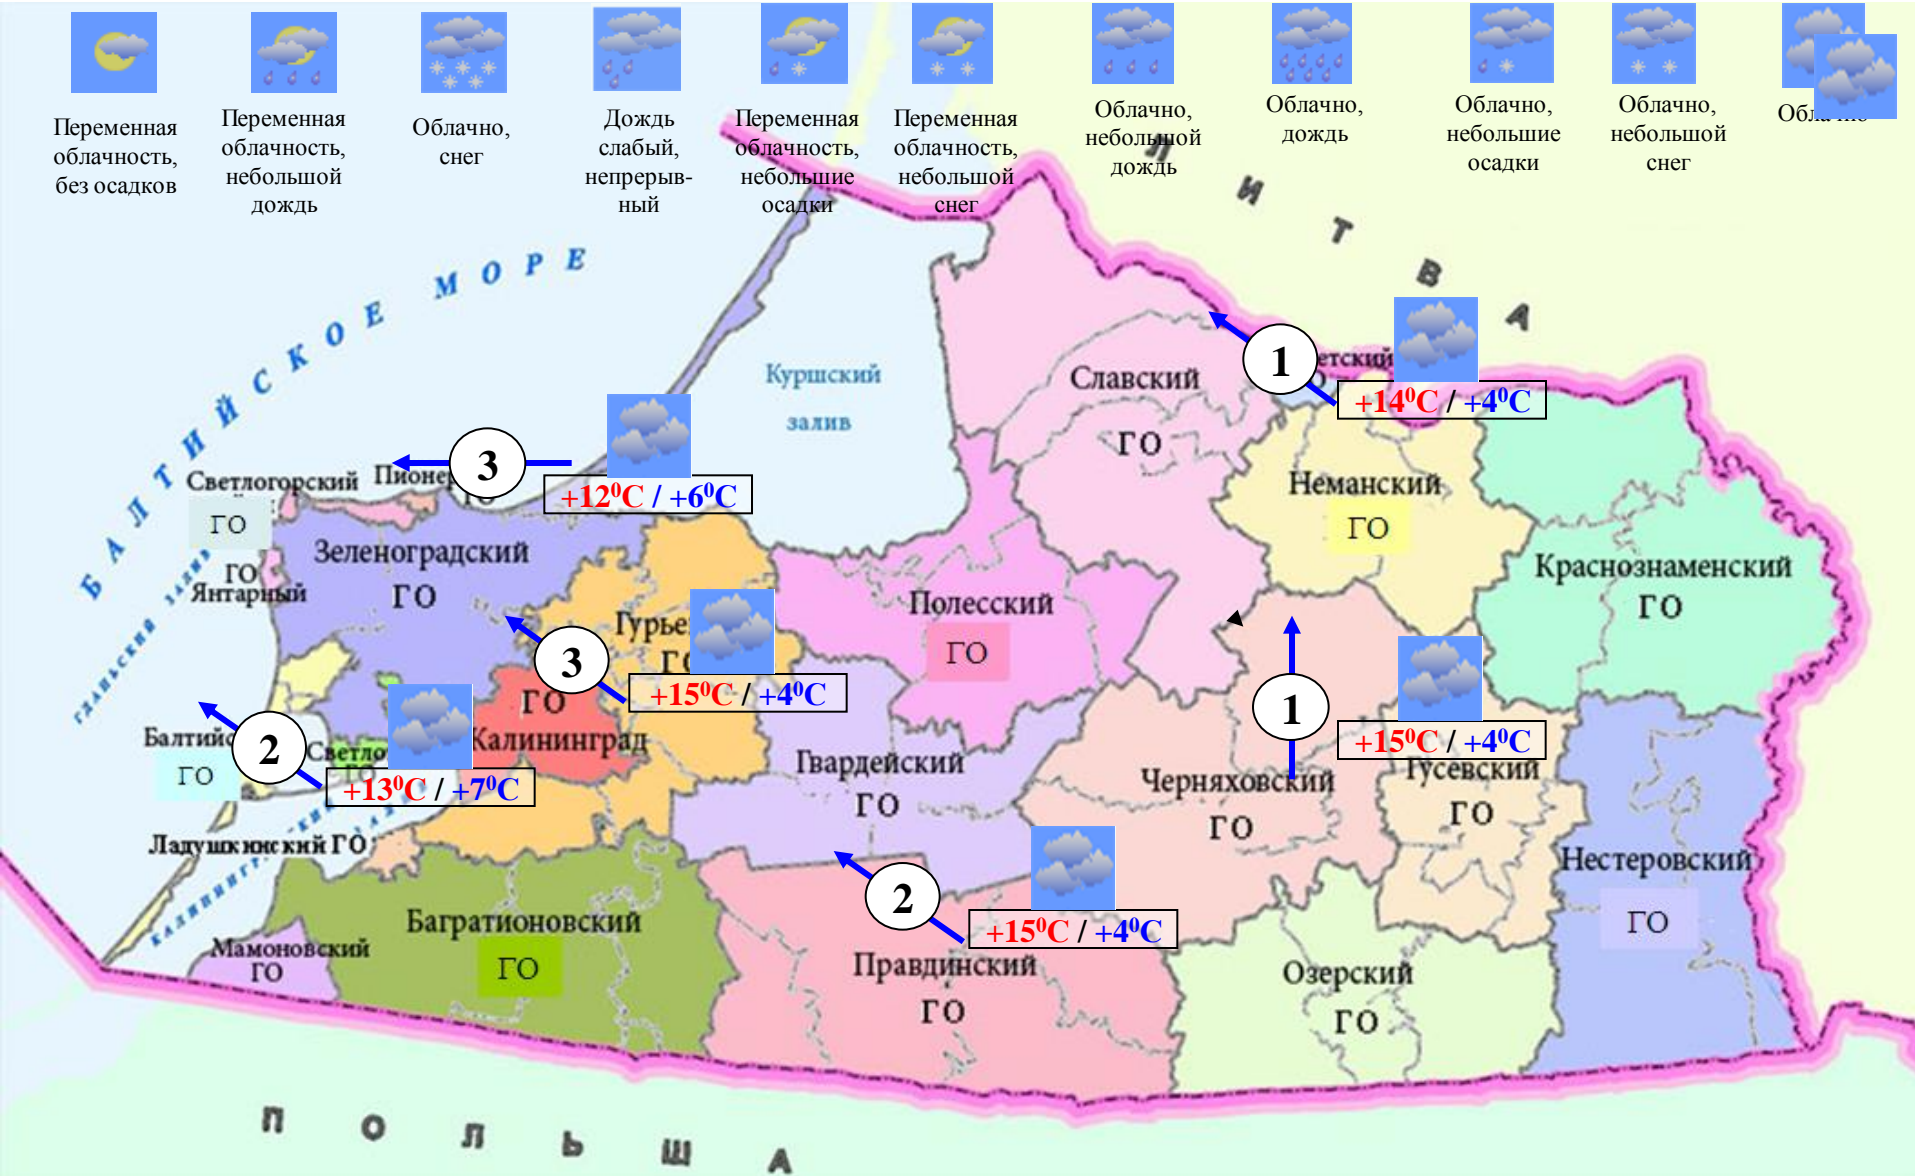 Переменная
облачность,
без осадков
Переменная
облачность,
небольшой
дождь
Облачно,
снег
Дождь
слабый,
непрерыв-
ный
Переменная
облачность,
небольшие
осадки
Переменная
облачность,
небольшой
снег
Облачно,
небольшой
дождь
Облачно,
дождь
Облачно,
небольшие
осадки
Облачно,
небольшой
снег
ЛИТВА
БАЛТИЙСКОЕ МОРЕ
Куршский
залив
Славский
ГО
1
+14⁰C / +4⁰C
3
+12⁰C / +6⁰C
Светлогорский
ГО
Неманский
ГО
Зеленоградский
ГО
ГО
Янтарный
Краснознаменский
ГО
Полесский
ГО
3
+15⁰C / +4⁰C
ГО
Калининград
2
+13⁰C / +7⁰C
ГО
1
+15⁰C / +4⁰C
Гвардейский
ГО
Черняховский
ГО
Гусевский
ГО
Ладушкинский ГО
Нестеровский
ГО
2
+15⁰C / +4⁰C
Багратионовский
ГО
Мамоновский
ГО
Правдинский
ГО
Озерский
ГО
ПОЛЬША